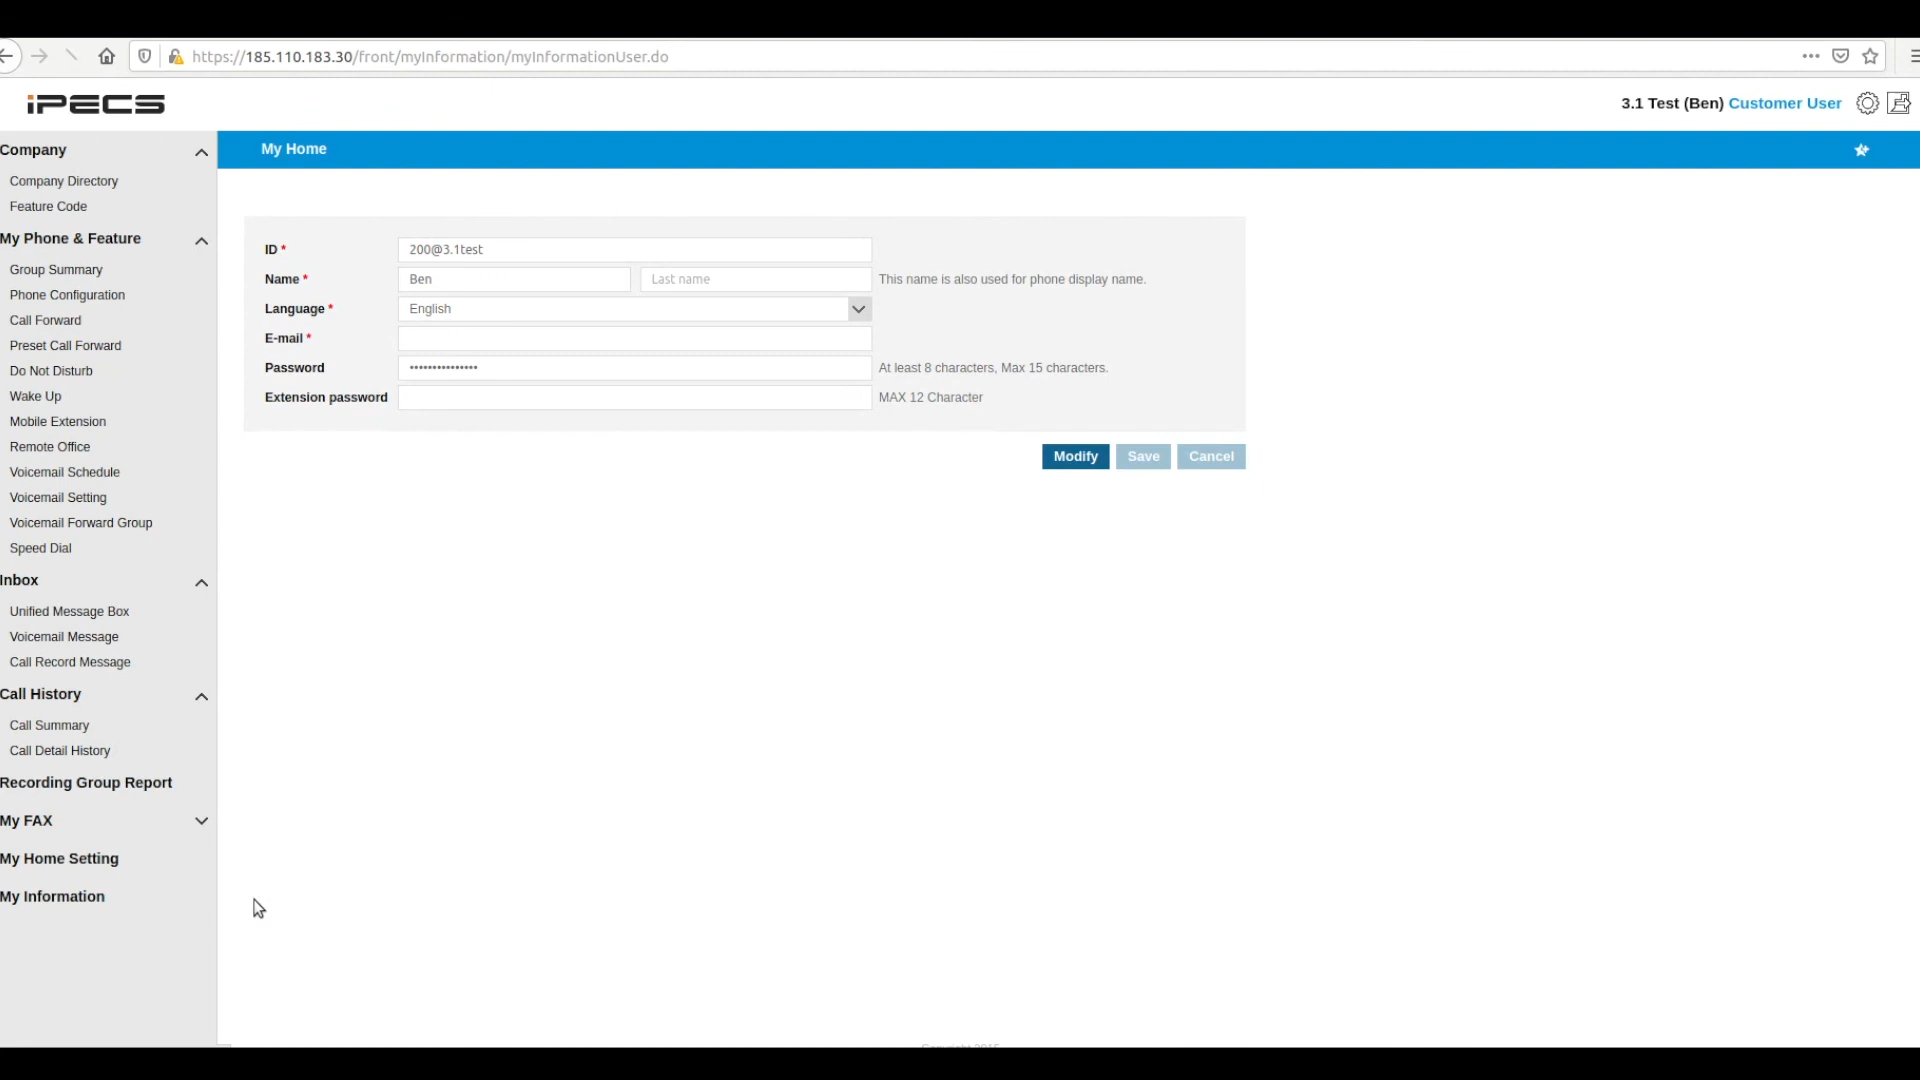 https://185.110.183.30/front/myInformation/myInformationUser.do
iPECS
3.1 Test (Ben) Customer User
Company
Company Directory
Feature Code
My Phone & Feature
Group Summary
Phone Configuration
Call Forward
Preset Call Forward
Do Not Disturb
Wake Up
Mobile Extension
Remote Office
Voicemail Schedule
Voicemail Setting
Voicemail Forward Group
Speed Dial
Inbox
Unified Message Box
Voicemail Message
Call Record Message
Call History
Call Summary
Call Detail History
Recording Group Report
My FAX
My Home Setting
My Information
My Home
ID * 200@3.1test
Name * Ben Last name This name is also used for phone display name.
Language * English
E-mail *
Password ••••••••••••••• At least 8 characters, Max 15 characters.
Extension password MAX 12 Character
Modify Save Cancel